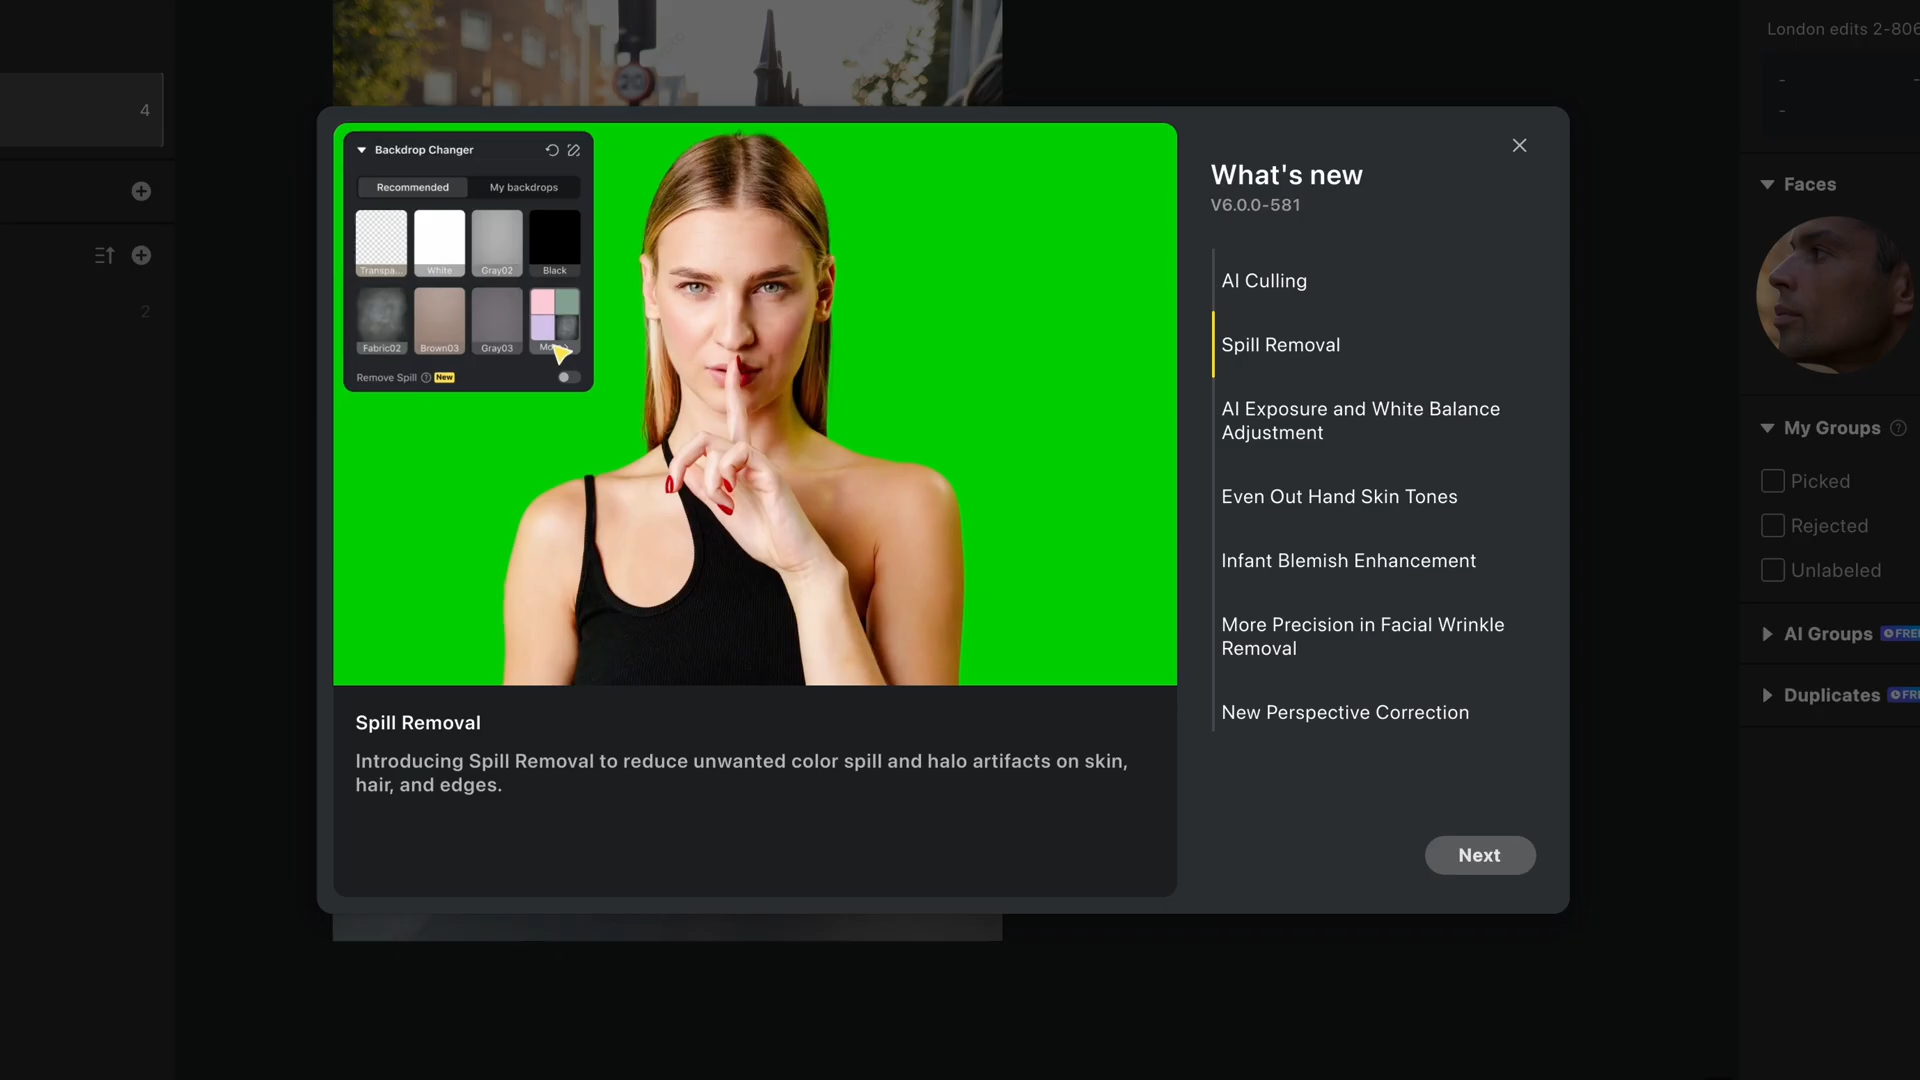 4
2
30
Backdrop Changer
Recommended
My backdrops
Transpa...
White
Gray02
Black
Fabric02
Brown03
Gray03
Remove Spill
New
Spill Removal
Introducing Spill Removal to reduce unwanted color spill and halo artifacts on skin,
hair, and edges.
What's new
V6.0.0-581
AI Culling
Spill Removal
AI Exposure and White Balance
Adjustment
Even Out Hand Skin Tones
Infant Blemish Enhancement
More Precision in Facial Wrinkle
Removal
New Perspective Correction
Next
London edits 2-806
-
-
-
Faces
My Groups
Picked
Rejected
Unlabeled
AI Groups
Duplicates